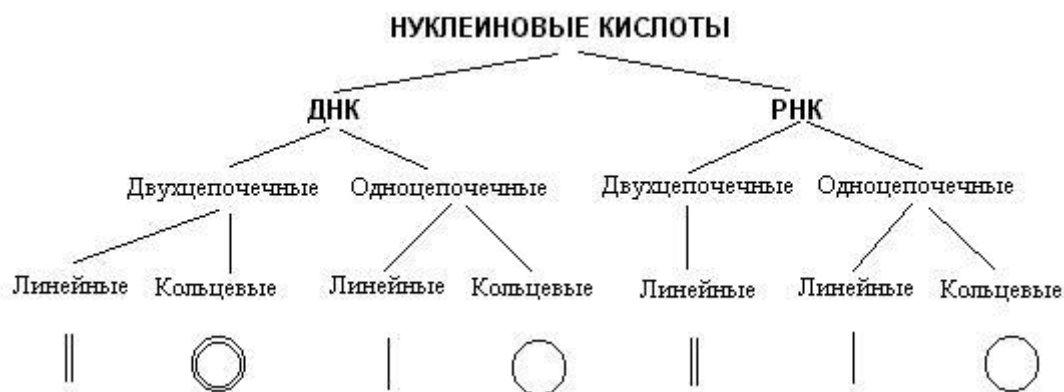 НУКЛЕИНОВЫЕ КИСЛОТЫ
ДНК РНК
Двухцепочечные Одноцепочечные Двухцепочечные Одноцепочечные
Линейные Кольцевые Линейные Кольцевые Линейные Линейные Кольцевые